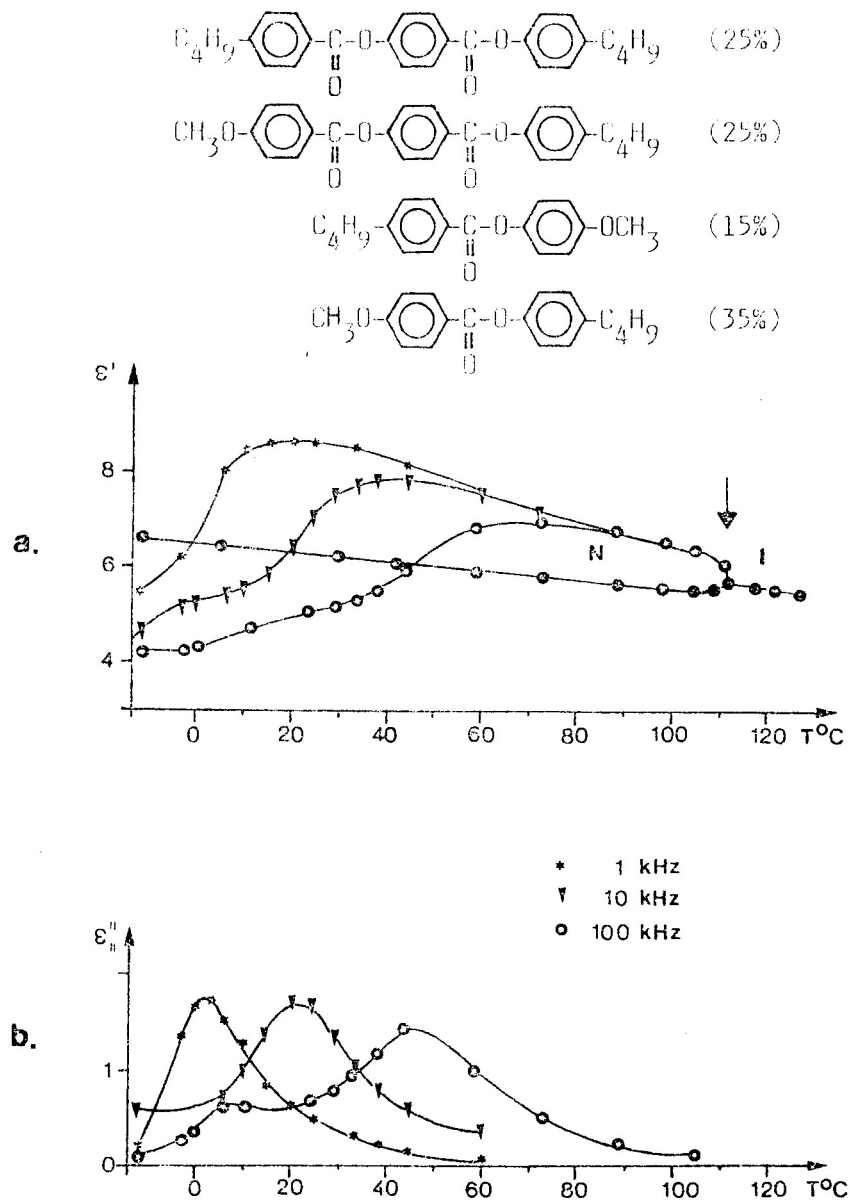 C4H9-C-O-C-O-C4H9 (25%)
O O
CH3O-C-O-C-O-C4H9 (25%)
O O
C4H9-C-O-OCH3 (15%)
O
CH3O-C-O-C4H9 (35%)
O
ε'
8
6
4
a.
N
I
0 20 40 60 80 100 120 T°C
* 1 kHz
10 kHz
100 kHz
ε"∥
1
0
b.
0 20 40 60 80 100 120 T°C